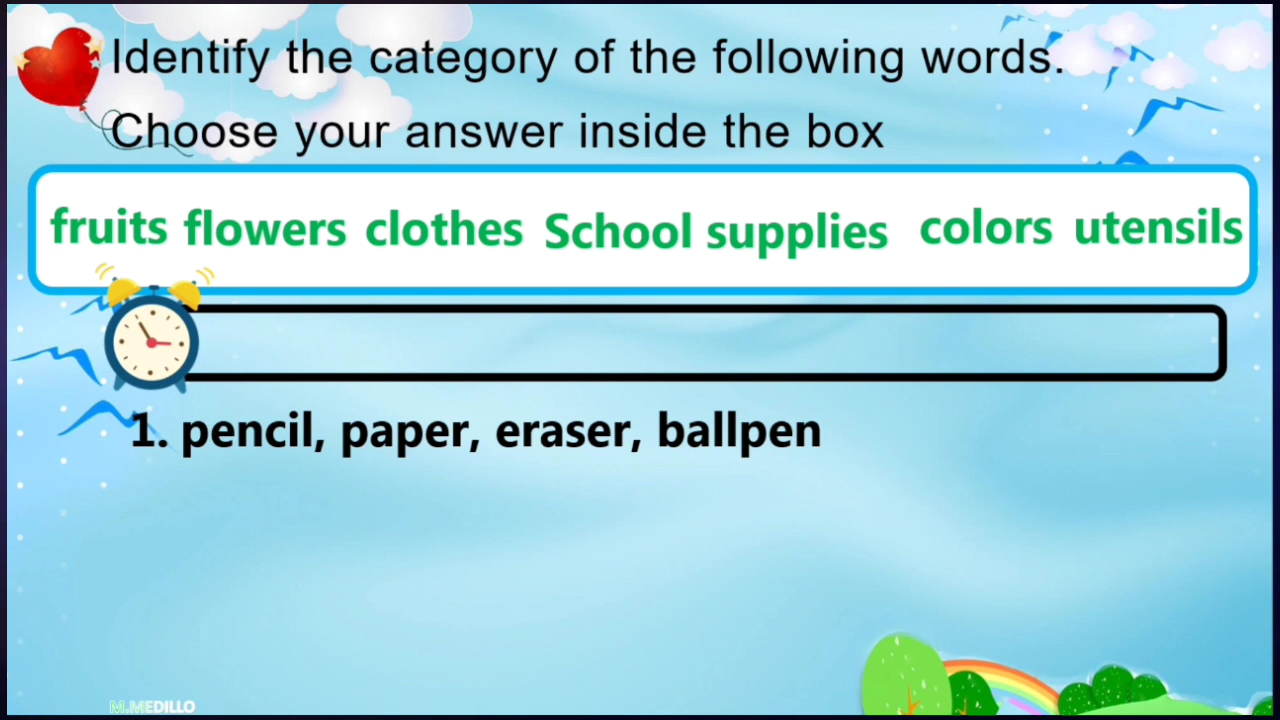 Identify the category of the following words.
Choose your answer inside the box
fruits flowers clothes School supplies colors utensils
1. pencil, paper, eraser, ballpen
M.MEDILLO